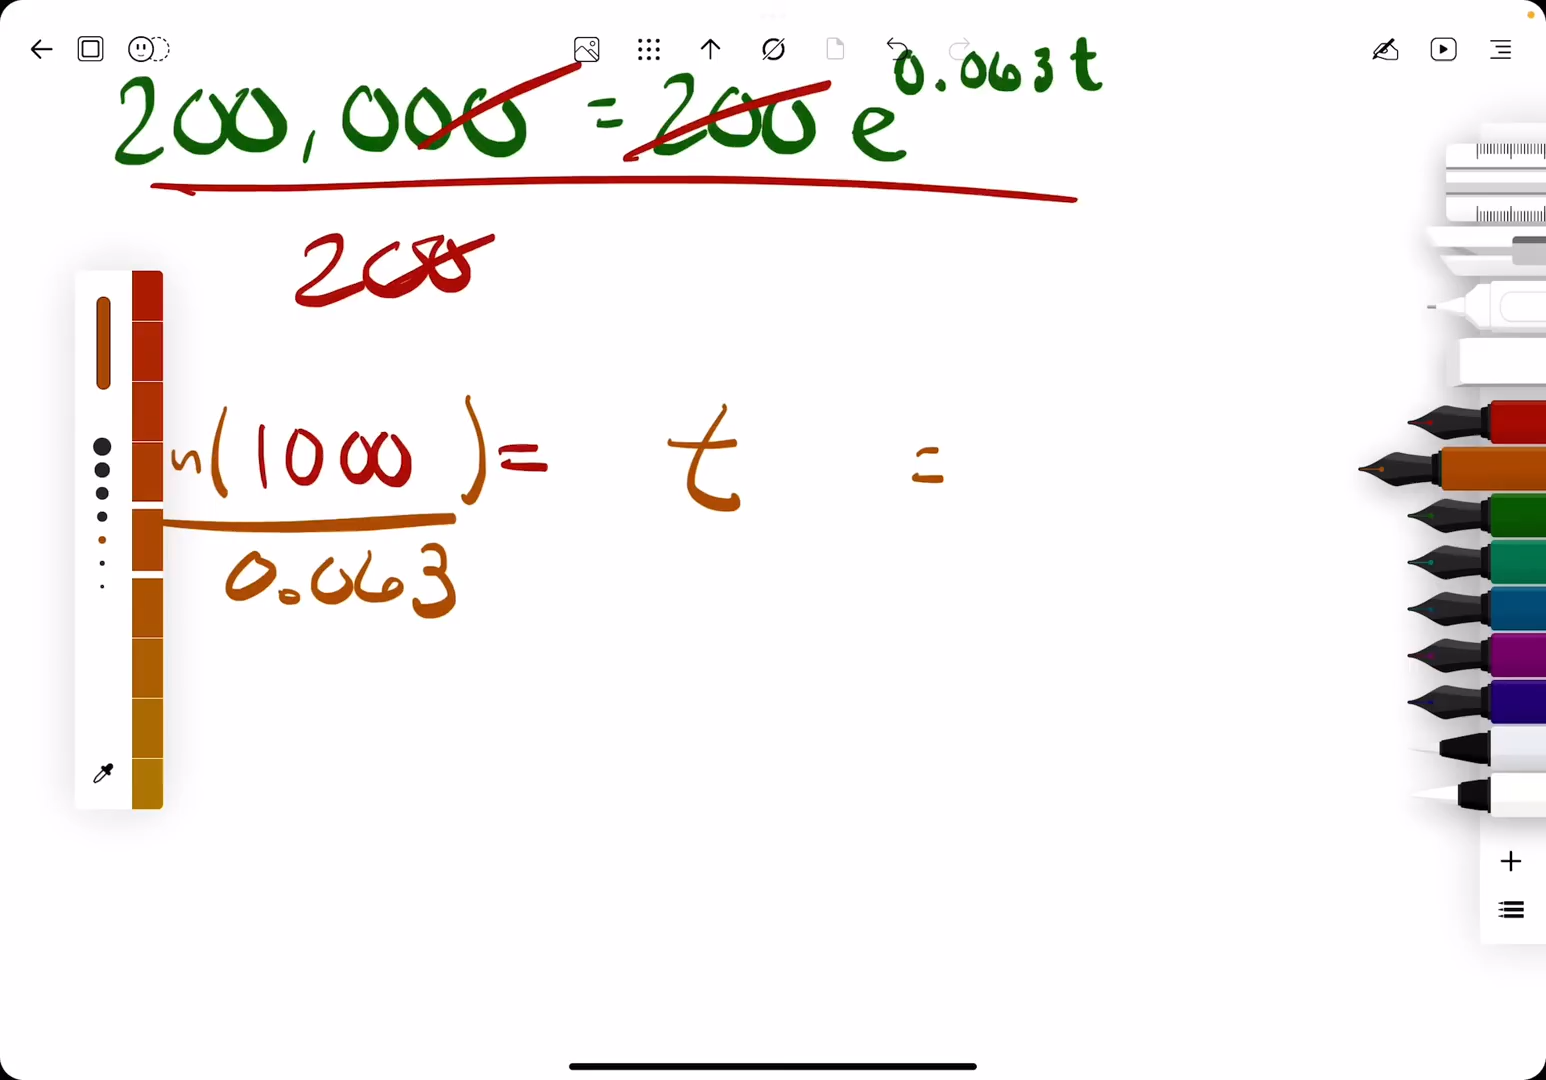 200,000 = 200 e^0.063t
200
n(1000) = t =
0.063